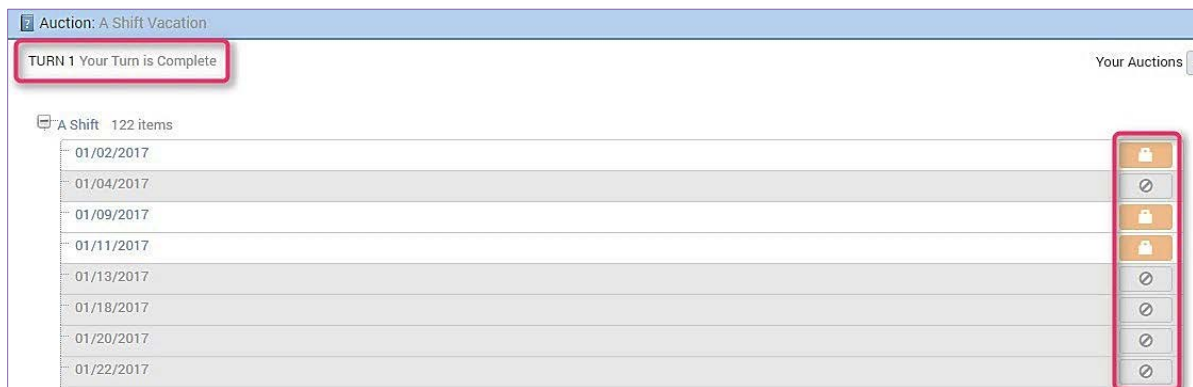 Auction: A Shift Vacation
TURN 1 Your Turn is Complete
Your Auctions
A Shift 122 items
01/02/2017
01/04/2017
01/09/2017
01/11/2017
01/13/2017
01/18/2017
01/20/2017
01/22/2017